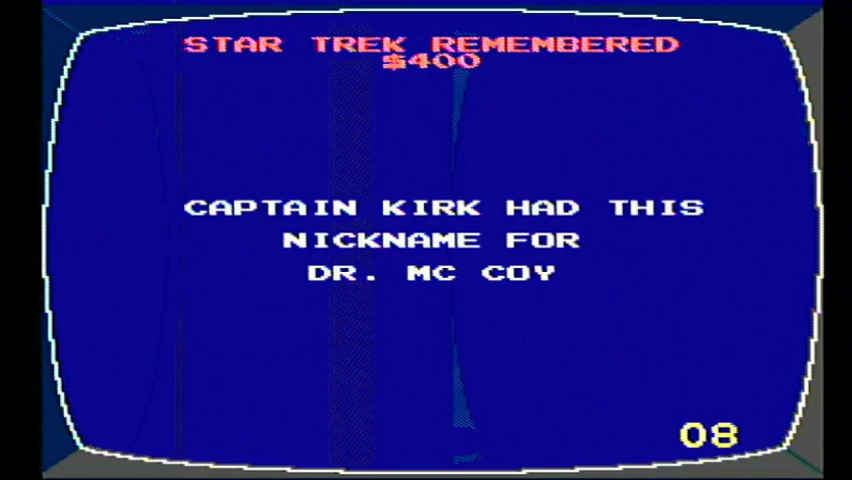 STAR TREK REMEMBERED
$400
CAPTAIN KIRK HAD THIS
NICKNAME FOR
DR. MC COY
08